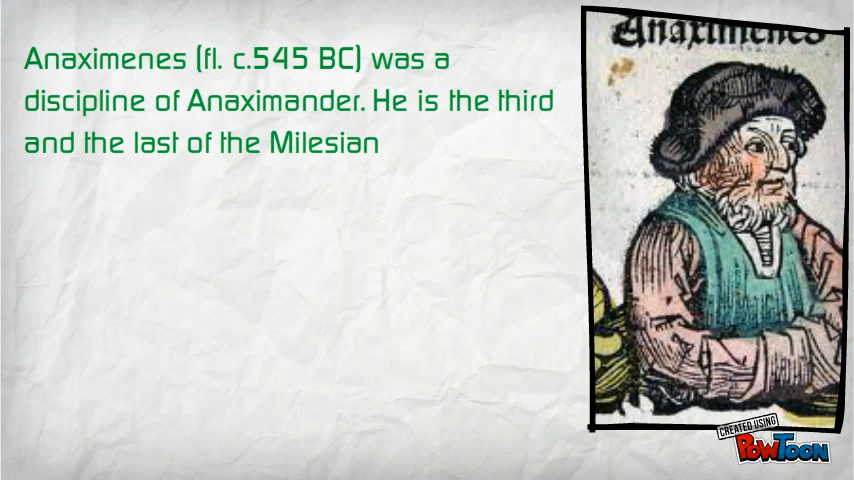 Anaximenes (fl. c.545 BC) was a
discipline of Anaximander. He is the third
and the last of the Milesian
Anaximenes
CREATED USING
POWTOON